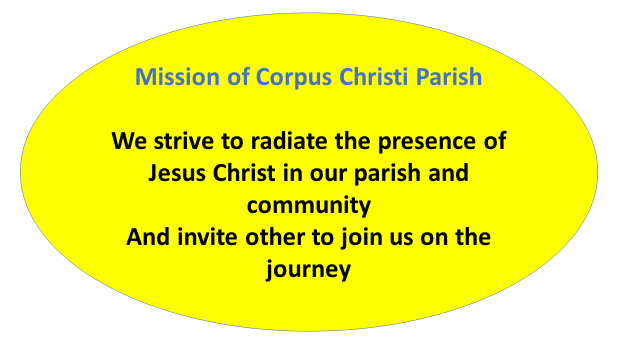 Mission of Corpus Christi Parish
We strive to radiate the presence of
Jesus Christ in our parish and
community
And invite other to join us on the
journey